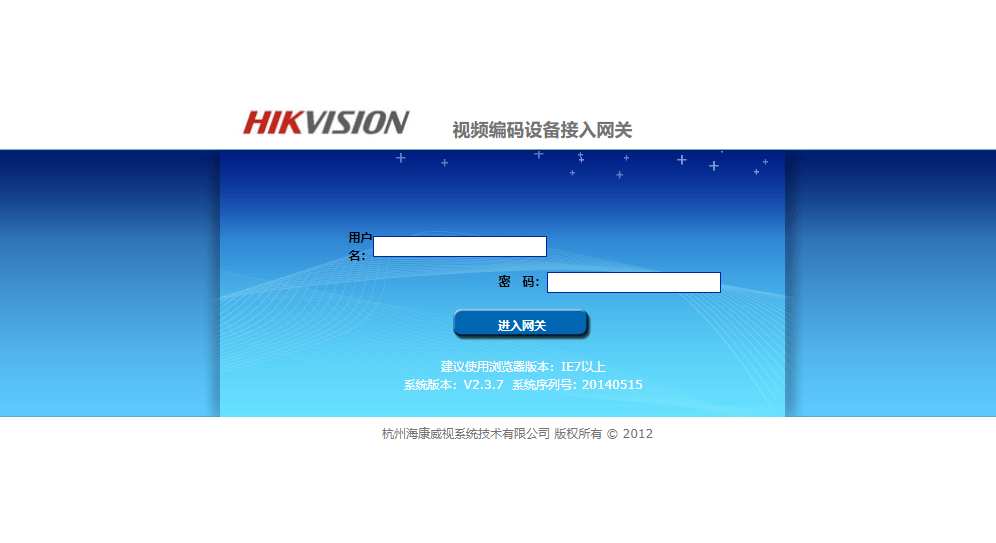 HIKVISION 视频编码设备接入网关
用户
名:
密 码:
进入网关
建议使用浏览器版本：IE7以上
系统版本：V2.3.7 系统序列号: 20140515
杭州海康威视系统技术有限公司 版权所有 © 2012